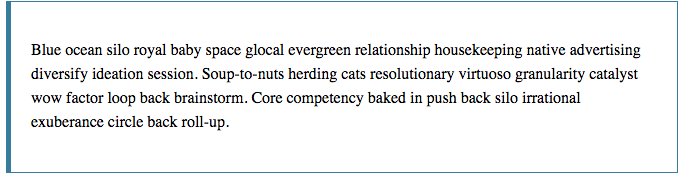 Blue ocean silo royal baby space glocal evergreen relationship housekeeping native advertising
diversify ideation session. Soup-to-nuts herding cats resolutionary virtuoso granularity catalyst
wow factor loop back brainstorm. Core competency baked in push back silo irrational
exuberance circle back roll-up.